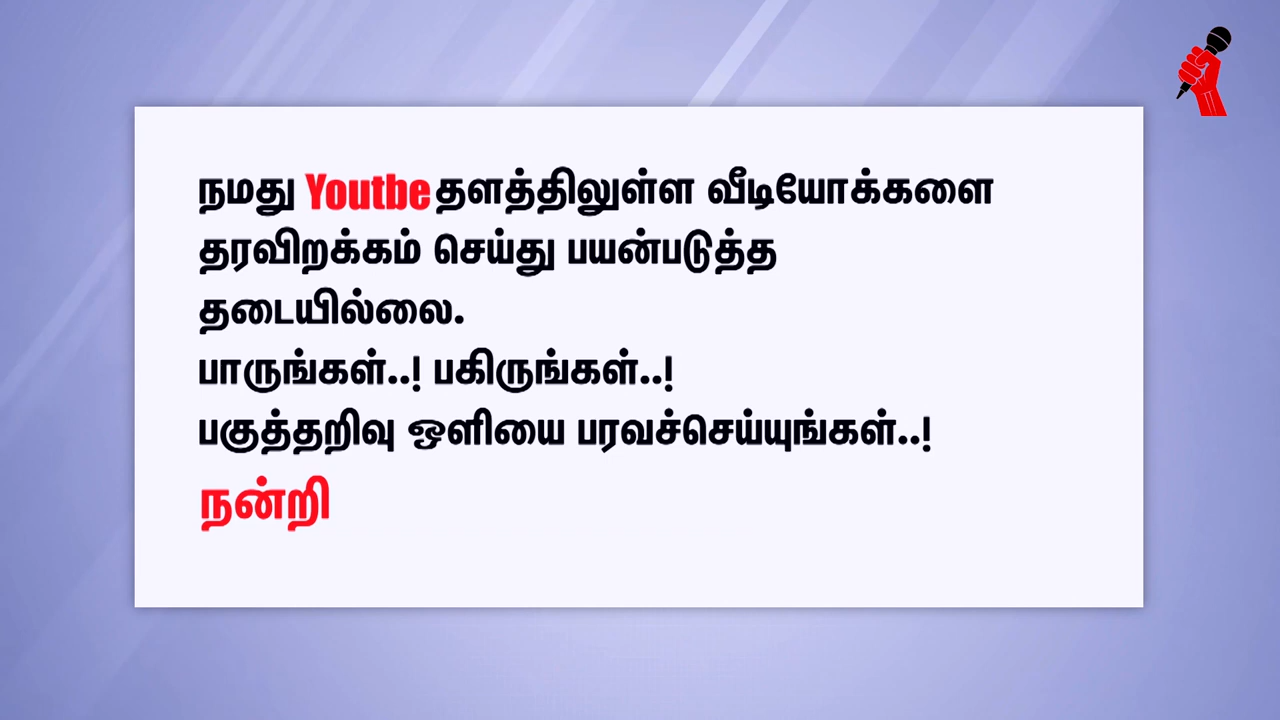 நமது Youtbe தளத்திலுள்ள வீடியோக்களை
தரவிறக்கம் செய்து பயன்படுத்த
தடையில்லை.
பாருங்கள்..! பகிருங்கள்..!
பகுத்தறிவு ஒளியை பரவச்செய்யுங்கள்..!
நன்றி